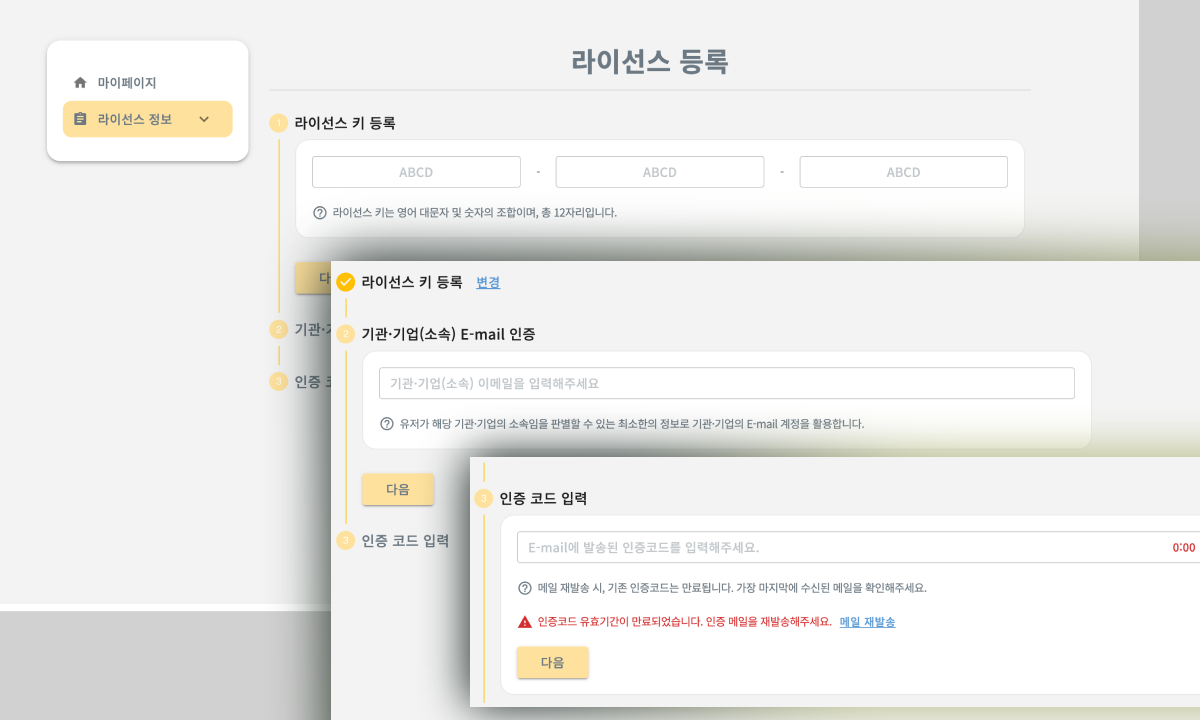 마이페이지
라이선스 정보
라이선스 등록
1 라이선스 키 등록
ABCD - ABCD - ABCD
라이선스 키는 영어 대문자 및 숫자의 조합이며, 총 12자리입니다.
다
2 기관·
3 인증
라이선스 키 등록 변경
2 기관·기업(소속) E-mail 인증
기관·기업(소속) 이메일을 입력해주세요
유저가 해당 기관·기업의 소속임을 판별할 수 있는 최소한의 정보로 기관·기업의 E-mail 계정을 활용합니다.
다음
3 인증 코드 입력
3 인증 코드 입력
E-mail에 발송된 인증코드를 입력해주세요. 0:00
메일 재발송 시, 기존 인증코드는 만료됩니다. 가장 마지막에 수신된 메일을 확인해주세요.
인증코드 유효기간이 만료되었습니다. 인증 메일을 재발송해주세요. 메일 재발송
다음